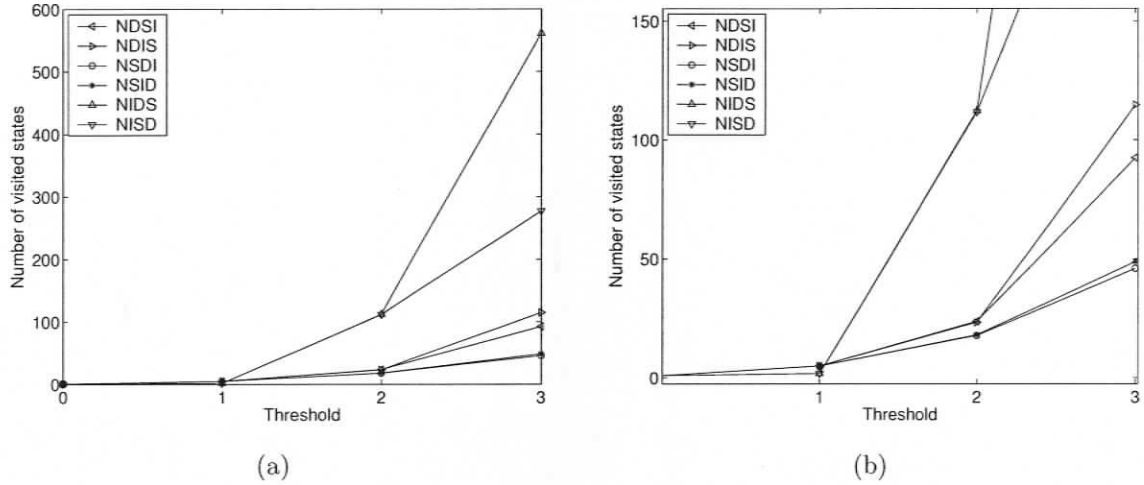 600
500
400
300
200
100
0
Number of visited states
NDSI
NDIS
NSDI
NSID
NIDS
NISD
0 1 2 3
Threshold
(a)
150
100
50
0
Number of visited states
NDSI
NDIS
NSDI
NSID
NIDS
NISD
1 2 3
Threshold
(b)